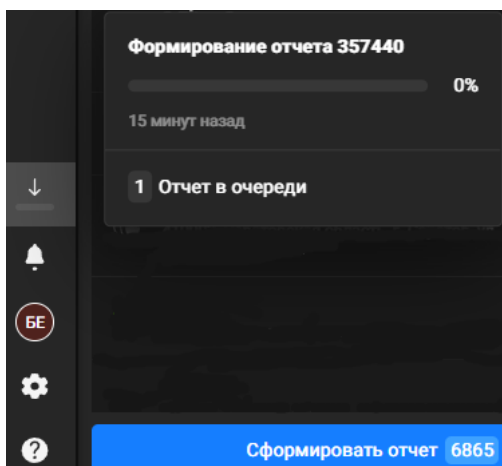 Формирование отчета 357440
0%
15 минут назад
1 Отчет в очереди
БЕ
Сформировать отчет 6865